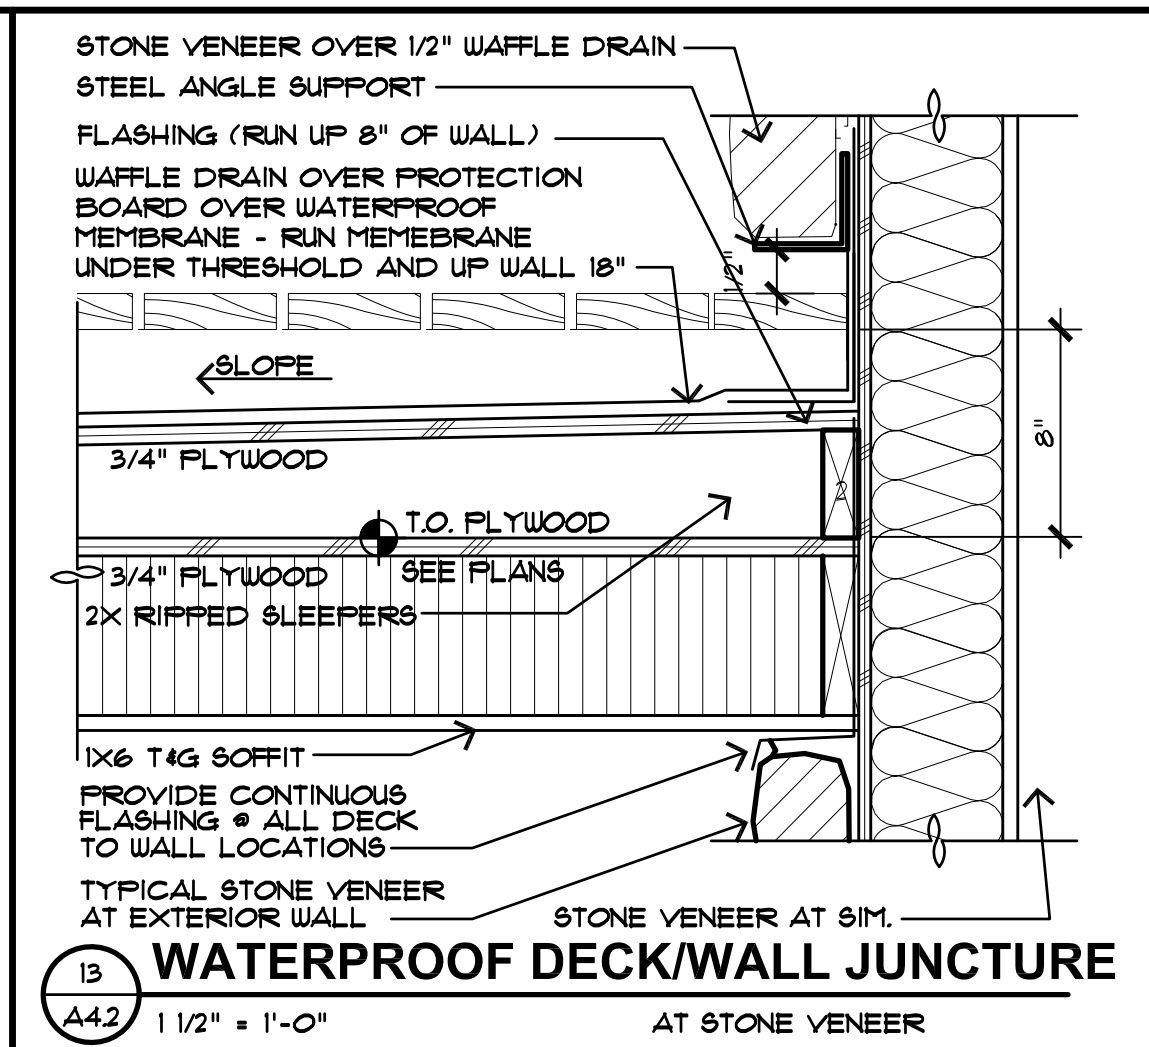 STONE VENEER OVER 1/2" WAFFLE DRAIN
STEEL ANGLE SUPPORT
FLASHING (RUN UP 8" OF WALL)
WAFFLE DRAIN OVER PROTECTION
BOARD OVER WATERPROOF
MEMBRANE - RUN MEMEBRANE
UNDER THRESHOLD AND UP WALL 18"
1/2"
SLOPE
8"
3/4" PLYWOOD
T.O. PLYWOOD
SEE PLANS
3/4" PLYWOOD
2X RIPPED SLEEPERS
1X6 T&G SOFFIT
PROVIDE CONTINUOUS
FLASHING @ ALL DECK
TO WALL LOCATIONS
TYPICAL STONE VENEER
AT EXTERIOR WALL
STONE VENEER AT SIM.
13
A4.2
WATERPROOF DECK/WALL JUNCTURE
1 1/2" = 1'-0"
AT STONE VENEER